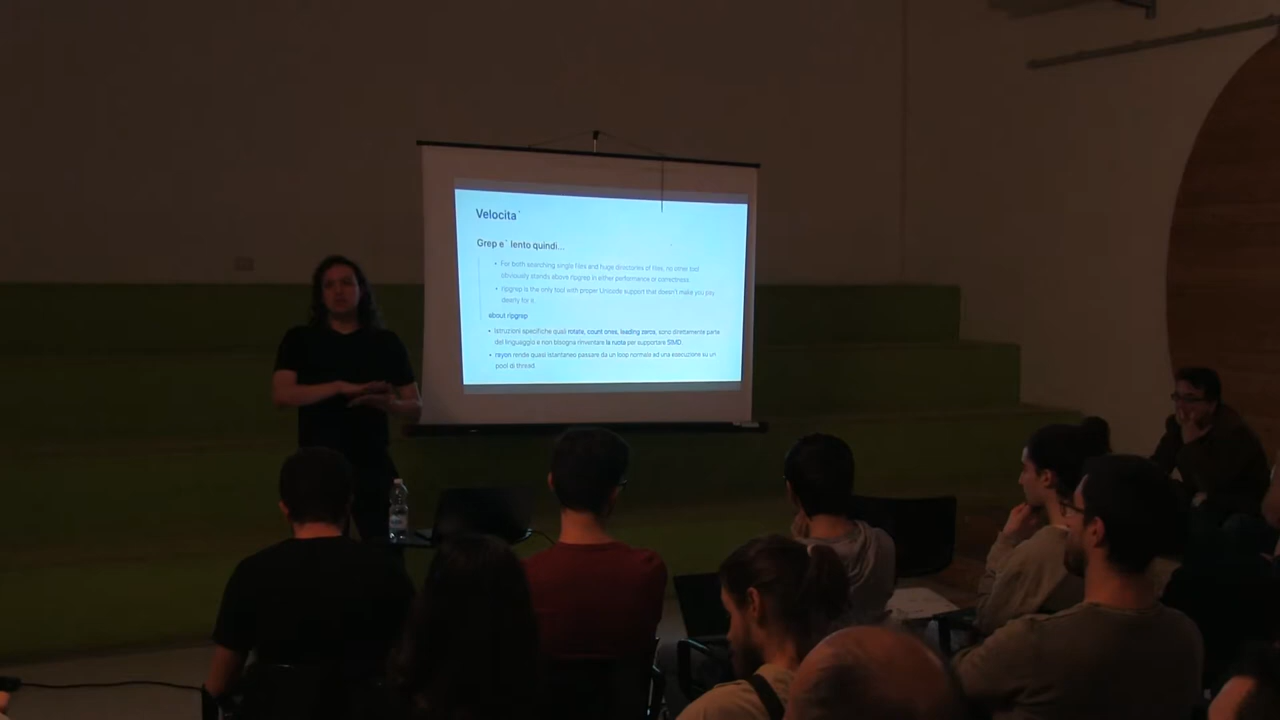 Velocita`
Grep e` lento quindi...
• For both searching single files and huge directories of files, no other tool
obviously stands above ripgrep in either performance or correctness.
• ripgrep is the only tool with proper Unicode support that doesn't make you pay
dearly for it.
about ripgrep
• Istruzioni specifiche quali rotate, count ones, leading zeros, sono direttamente parte
del linguaggio e non bisogna rinventare la ruota per supportare SIMD.
• rayon rende quasi istantaneo passare da un loop normale ad una esecuzione su un
pool di thread.